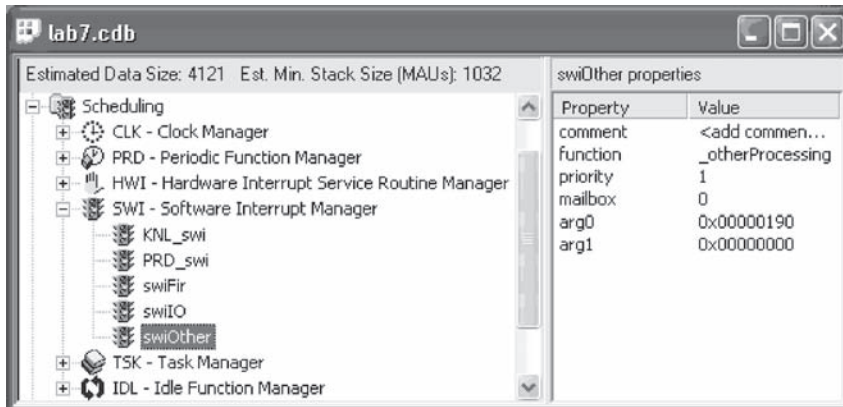 lab7.cdb
Estimated Data Size: 4121 Est. Min. Stack Size (MAUs): 1032
swiOther properties
Scheduling
CLK - Clock Manager
PRD - Periodic Function Manager
HWI - Hardware Interrupt Service Routine Manager
SWI - Software Interrupt Manager
KNL_swi
PRD_swi
swiFir
swiIO
swiOther
TSK - Task Manager
IDL - Idle Function Manager
Property Value
comment <add commen...
function _otherProcessing
priority 1
mailbox 0
arg0 0x00000190
arg1 0x00000000